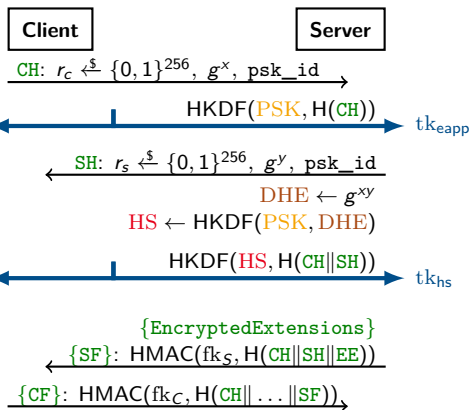 Client Server
CH: r_c ←$ {0, 1}^256, g^x, psk_id
HKDF(PSK, H(CH))
tk_eapp
SH: r_s ←$ {0, 1}^256, g^y, psk_id
DHE ← g^xy
HS ← HKDF(PSK, DHE)
HKDF(HS, H(CH‖SH))
tk_hs
{EncryptedExtensions}
{SF}: HMAC(fk_S, H(CH‖SH‖EE))
{CF}: HMAC(fk_C, H(CH‖...‖SF))